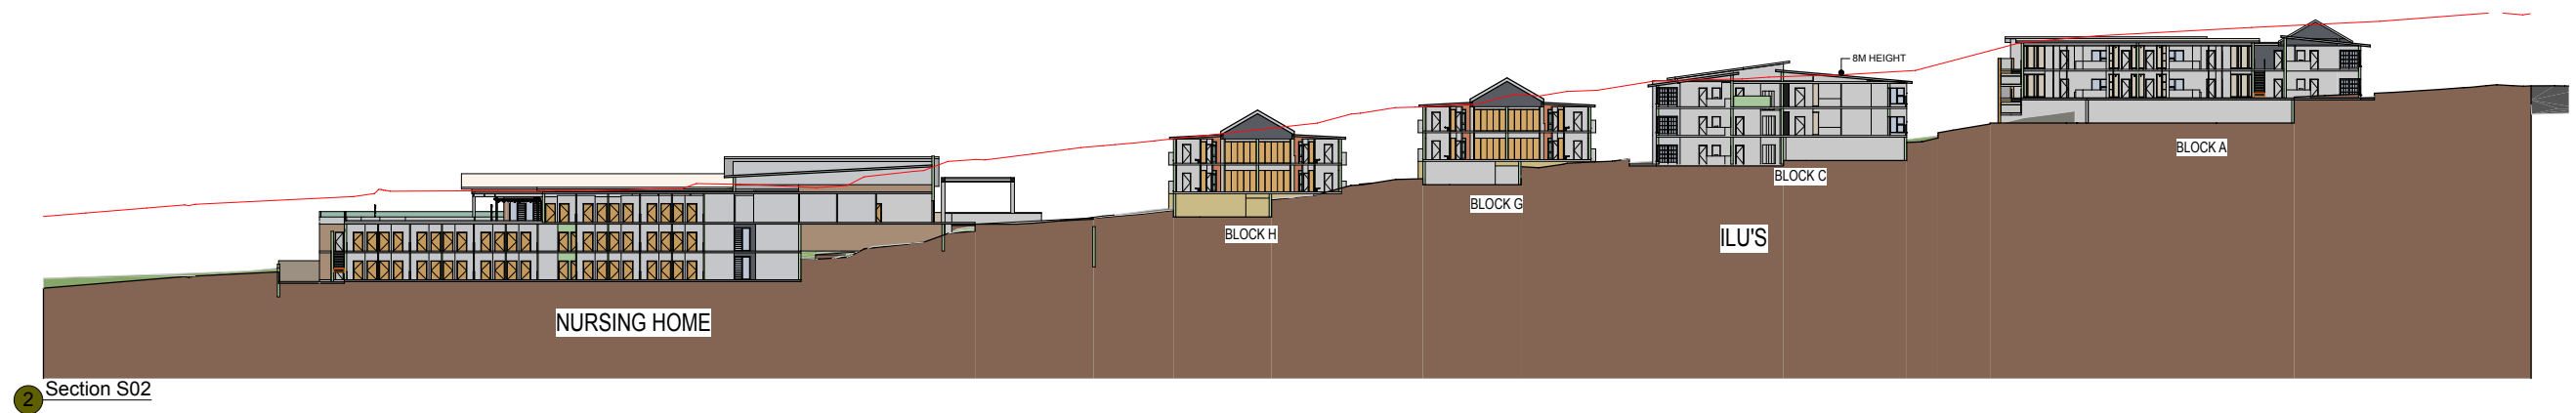 8M HEIGHT
BLOCK A
BLOCK C
BLOCK G
BLOCK H
ILU'S
NURSING HOME
2 Section S02